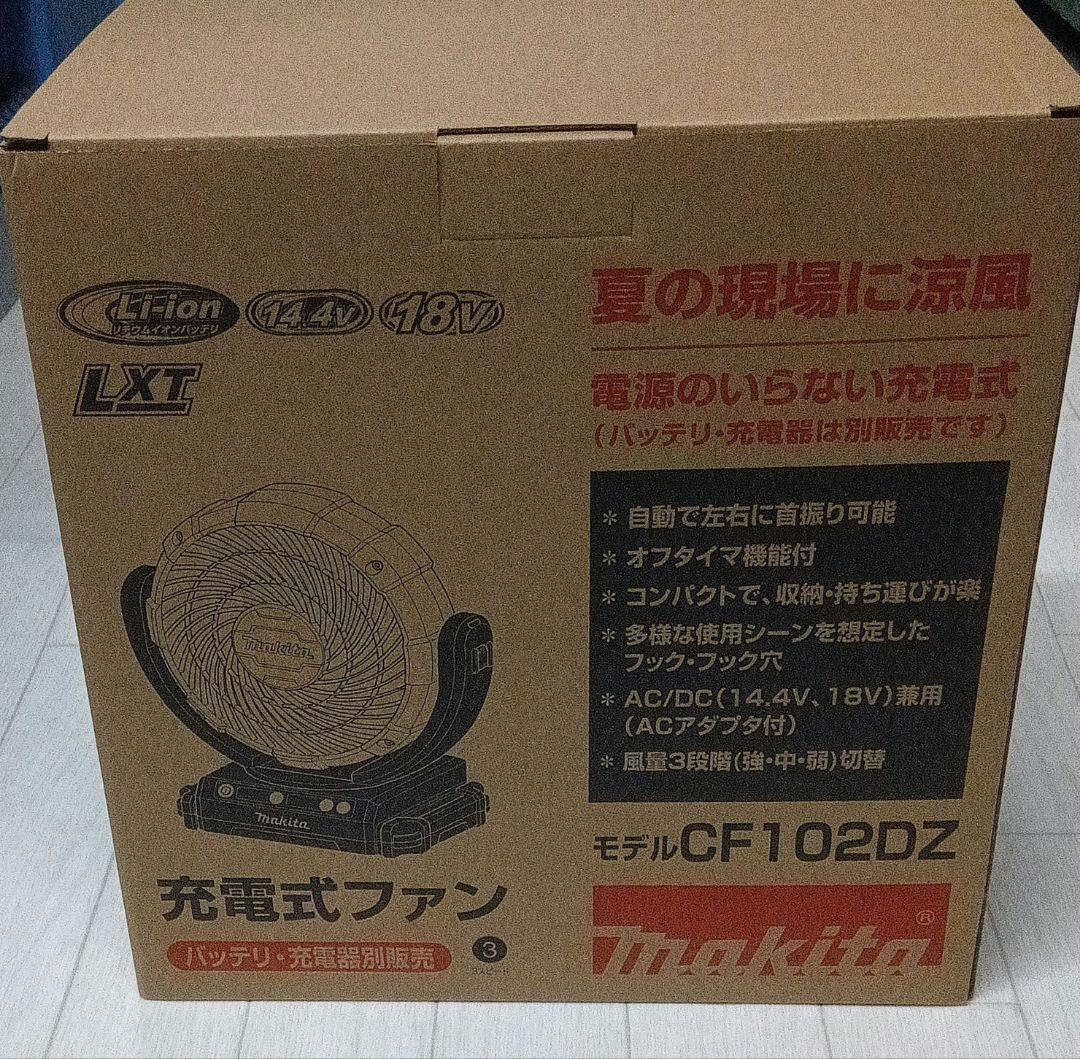 Li-ion
リチウムイオンバッテリ
14.4V
18V
LXT
夏の現場に涼風
電源のいらない充電式
(バッテリ・充電器は別販売です)
* 自動で左右に首振り可能
* オフタイマ機能付
* コンパクトで、収納・持ち運びが楽
* 多様な使用シーンを想定した
フック・フック穴
* AC/DC(14.4V、18V)兼用
(ACアダプタ付)
* 風量3段階(強・中・弱)切替
makita
makita
モデルCF102DZ
充電式ファン
バッテリ・充電器別販売
3
3スピード
makita®